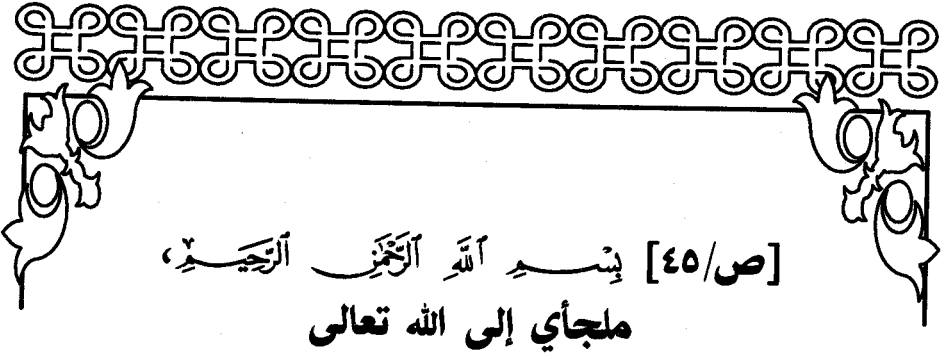 [ص/٤٥] بِسْمِ ٱللَّهِ ٱلرَّحْمَٰنِ ٱلرَّحِيمِ،
ملجأي إلى الله تعالى